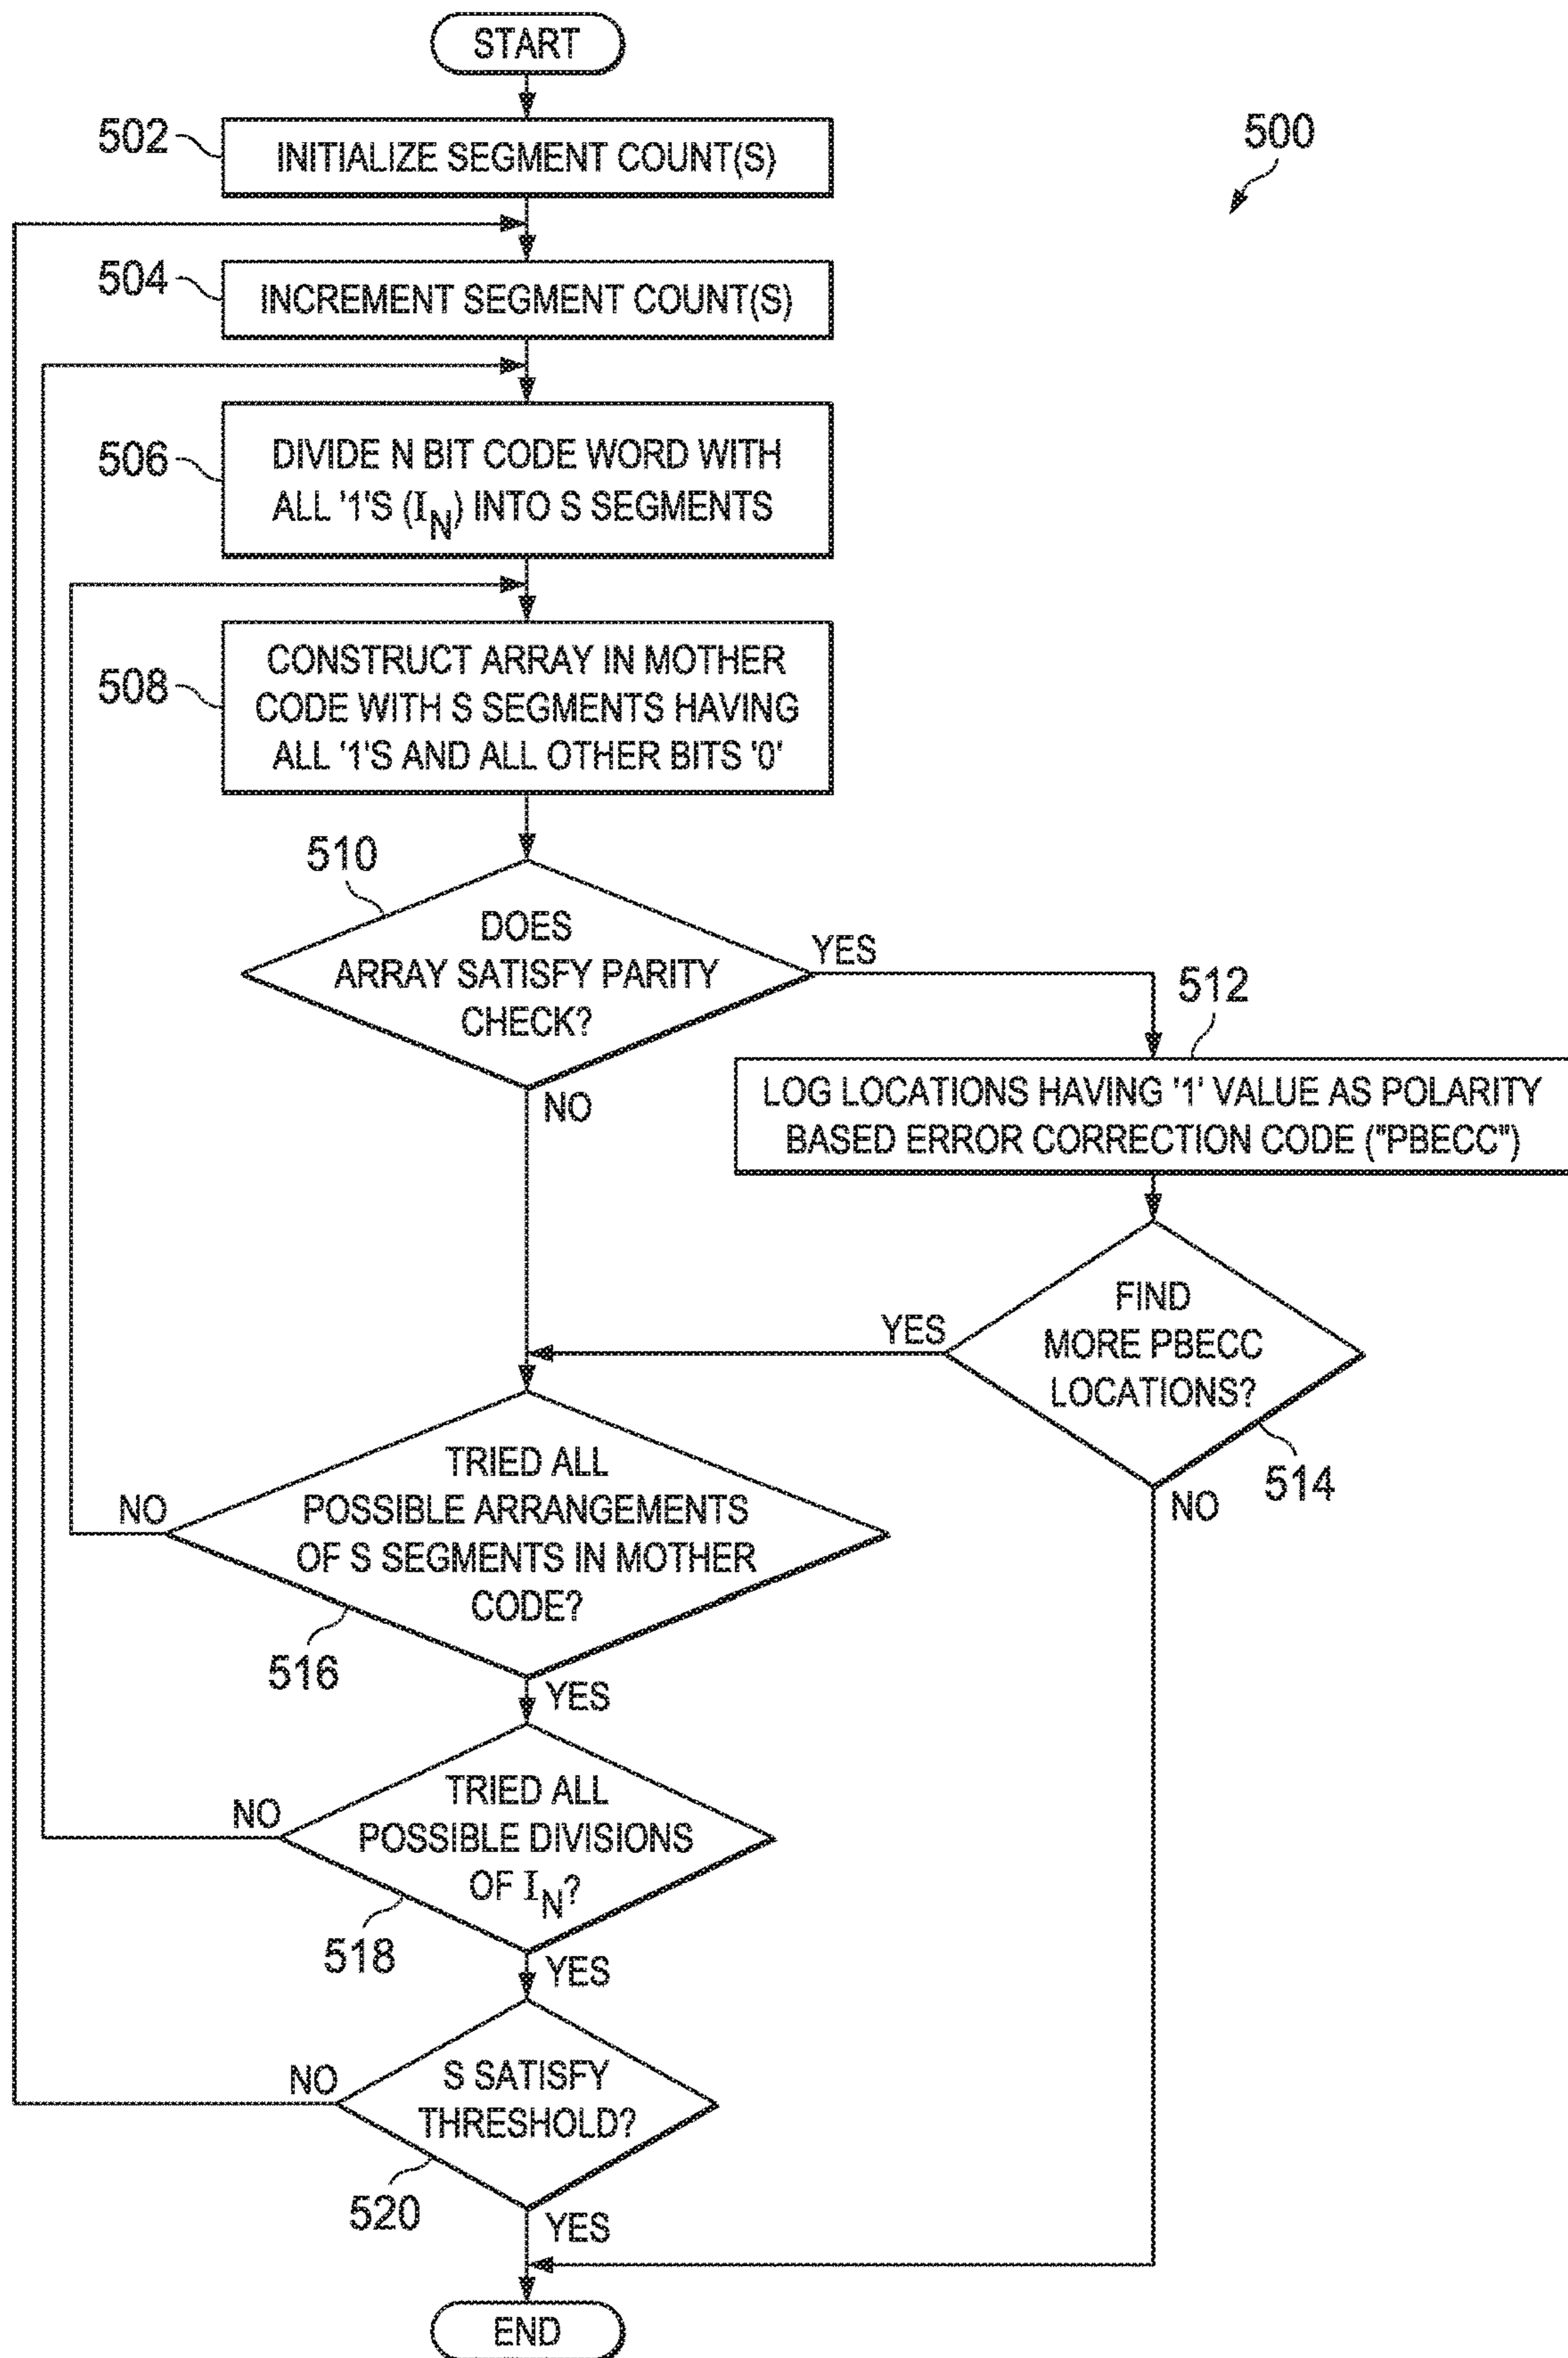 START
502
INITIALIZE SEGMENT COUNT(S)
500
504
INCREMENT SEGMENT COUNT(S)
506
DIVIDE N BIT CODE WORD WITH
ALL '1'S (I_N) INTO S SEGMENTS
508
CONSTRUCT ARRAY IN MOTHER
CODE WITH S SEGMENTS HAVING
ALL '1'S AND ALL OTHER BITS '0'
510
DOES
ARRAY SATISFY PARITY
CHECK?
YES
NO
512
LOG LOCATIONS HAVING '1' VALUE AS POLARITY
BASED ERROR CORRECTION CODE ("PBECC")
FIND
MORE PBECC
LOCATIONS?
YES
NO
514
TRIED ALL
POSSIBLE ARRANGEMENTS
OF S SEGMENTS IN MOTHER
CODE?
NO
516
YES
TRIED ALL
POSSIBLE DIVISIONS
OF I_N?
NO
518
YES
S SATISFY
THRESHOLD?
NO
520
YES
END